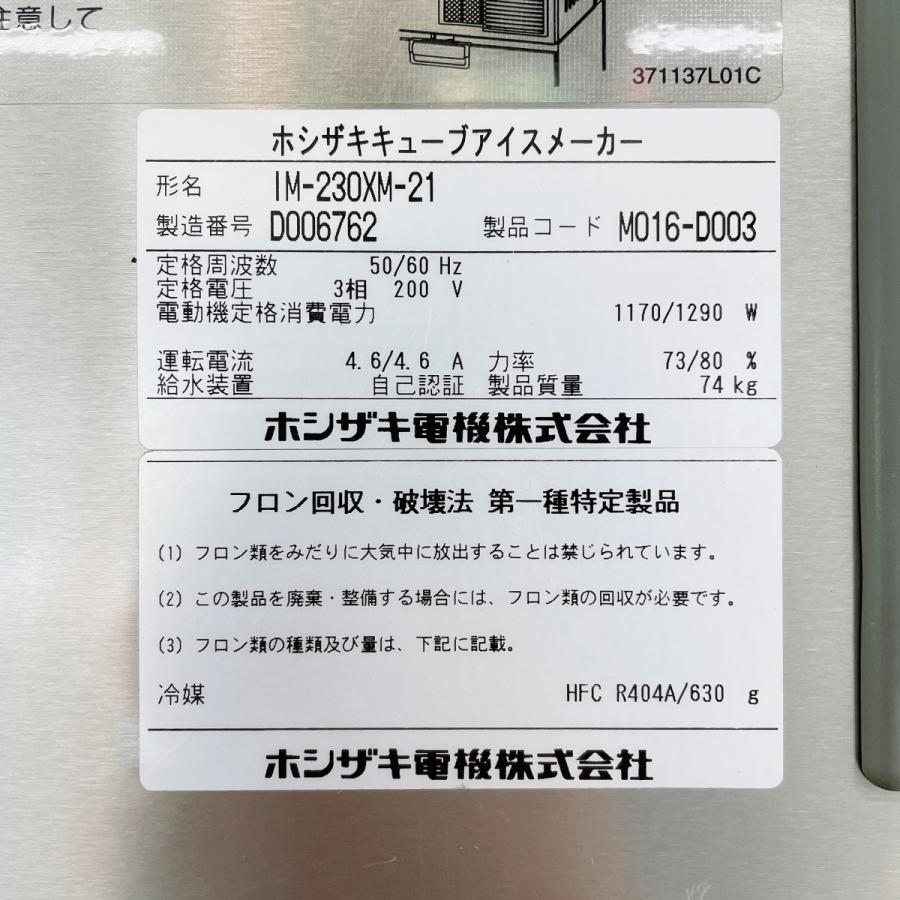 注意して
371137L01C
ホシザキキューブアイスメーカー
形名 IM-230XM-21
製造番号 D006762 製品コード M016-D003
定格周波数 50/60 Hz
定格電圧 3相 200 V
電動機定格消費電力 1170/1290 W
運転電流 4.6/4.6 A 力率 73/80 %
給水装置 自己認証 製品質量 74 kg
ホシザキ電機株式会社
フロン回収・破壊法 第一種特定製品
(1) フロン類をみだりに大気中に放出することは禁じられています。
(2) この製品を廃棄・整備する場合には、フロン類の回収が必要です。
(3) フロン類の種類及び量は、下記に記載。
冷媒 HFC R404A/630 g
ホシザキ電機株式会社